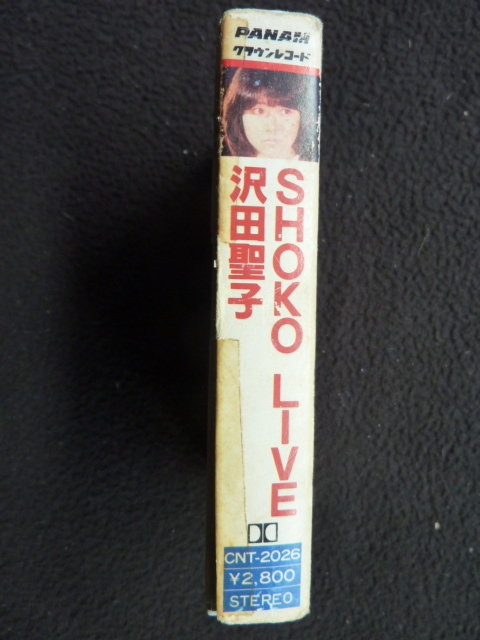 PANAM
クラウンレコード
SHOKO LIVE
沢田聖子
CNT-2026
¥2,800
STEREO